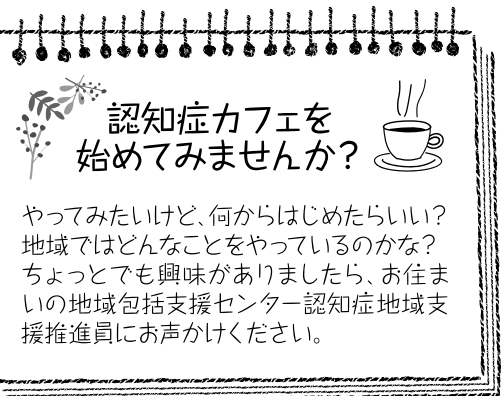 認知症カフェを
始めてみませんか？
やってみたいけど、何からはじめたらいい？
地域ではどんなことをやっているのかな？
ちょっとでも興味がありましたら、お住ま
いの地域包括支援センター認知症地域支
援推進員にお声かけください。